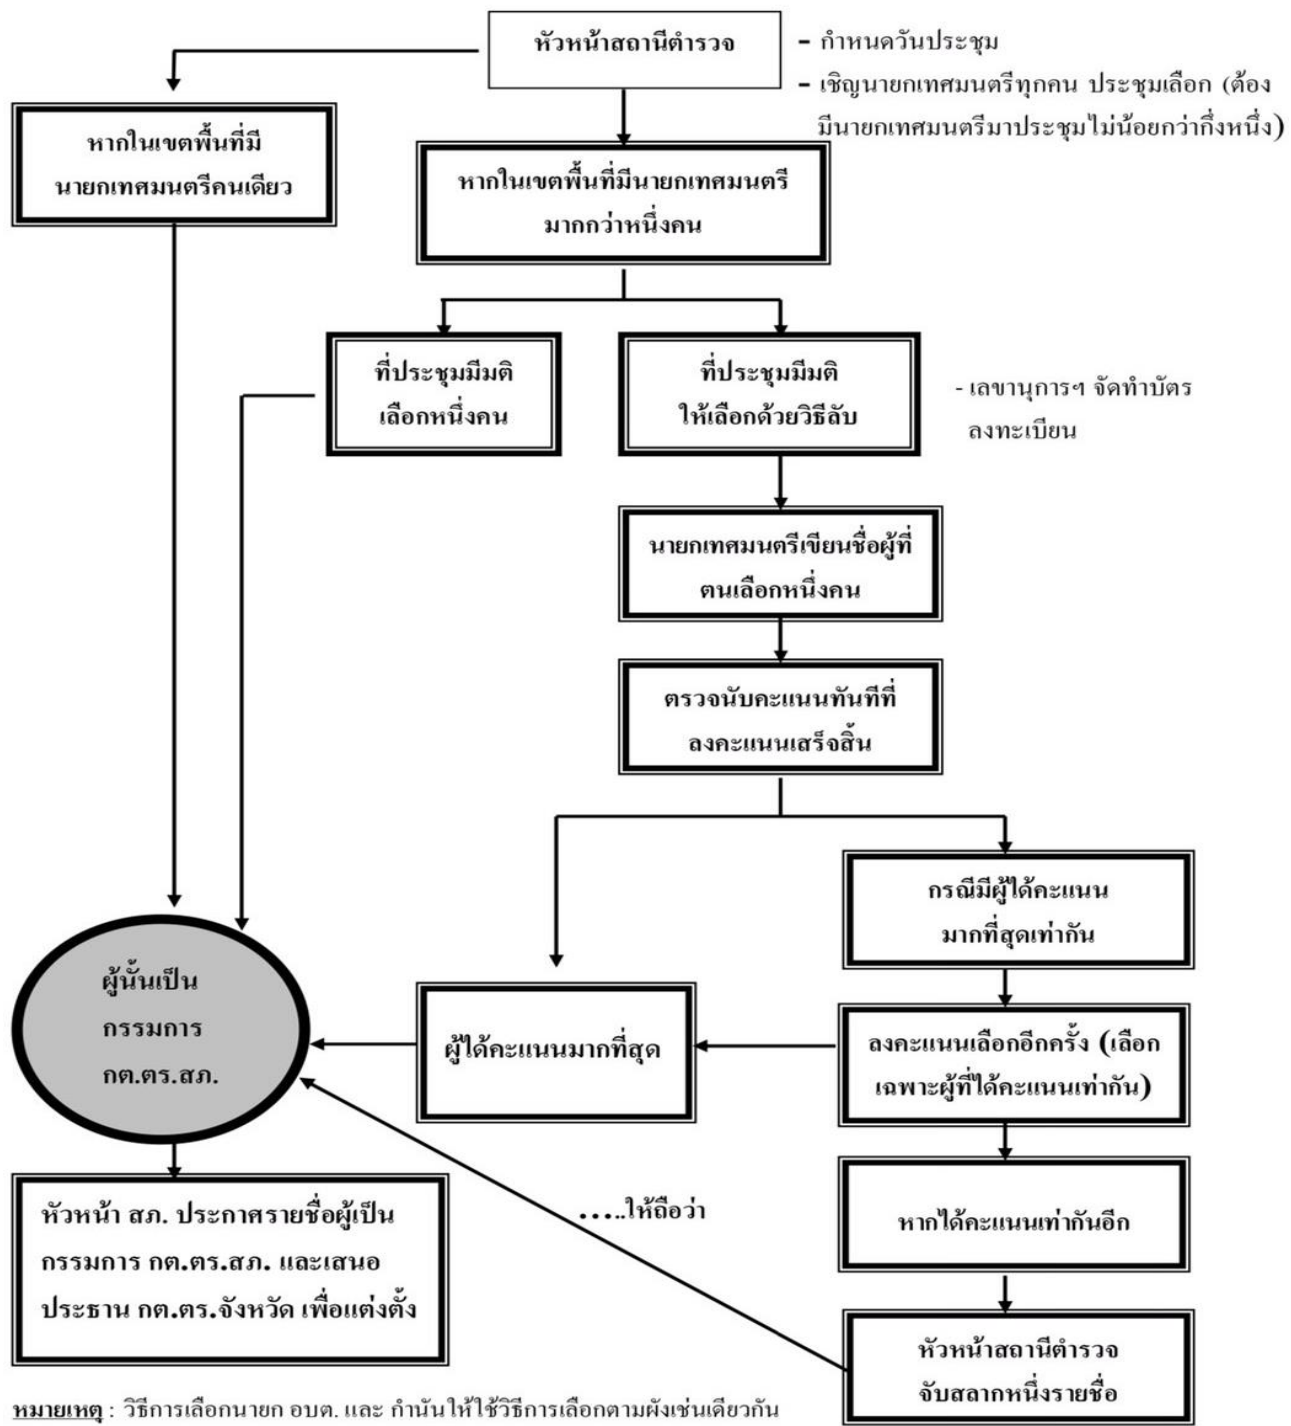 หัวหน้าสถานีตำรวจ
- กำหนดวันประชุม
- เชิญนายกเทศมนตรีทุกคน ประชุมเลือก (ต้อง
มีนายกเทศมนตรีมาประชุมไม่น้อยกว่ากึ่งหนึ่ง)
หากในเขตพื้นที่มี
นายกเทศมนตรีคนเดียว
หากในเขตพื้นที่มีนายกเทศมนตรี
มากกว่าหนึ่งคน
ที่ประชุมมีมติ
เลือกหนึ่งคน
ที่ประชุมมีมติ
ให้เลือกด้วยวิธีลับ
- เลขานุการฯ จัดทำบัตร
ลงทะเบียน
นายกเทศมนตรีเขียนชื่อผู้ที่
ตนเลือกหนึ่งคน
ตรวจนับคะแนนทันทีที่
ลงคะแนนเสร็จสิ้น
กรณีมีผู้ได้คะแนน
มากที่สุดเท่ากัน
ผู้นั้นเป็น
กรรมการ
กต.ตร.สภ.
ผู้ได้คะแนนมากที่สุด
ลงคะแนนเลือกอีกครั้ง (เลือก
เฉพาะผู้ที่ได้คะแนนเท่ากัน)
หัวหน้า สภ. ประกาศรายชื่อผู้เป็น
กรรมการ กต.ตร.สภ. และเสนอ
ประธาน กต.ตร.จังหวัด เพื่อแต่งตั้ง
.....ให้ถือว่า
หากได้คะแนนเท่ากันอีก
หัวหน้าสถานีตำรวจ
จับสลากหนึ่งรายชื่อ
หมายเหตุ : วิธีการเลือกนายก อบต. และ กำนันให้ใช้วิธีการเลือกตามผังเช่นเดียวกัน